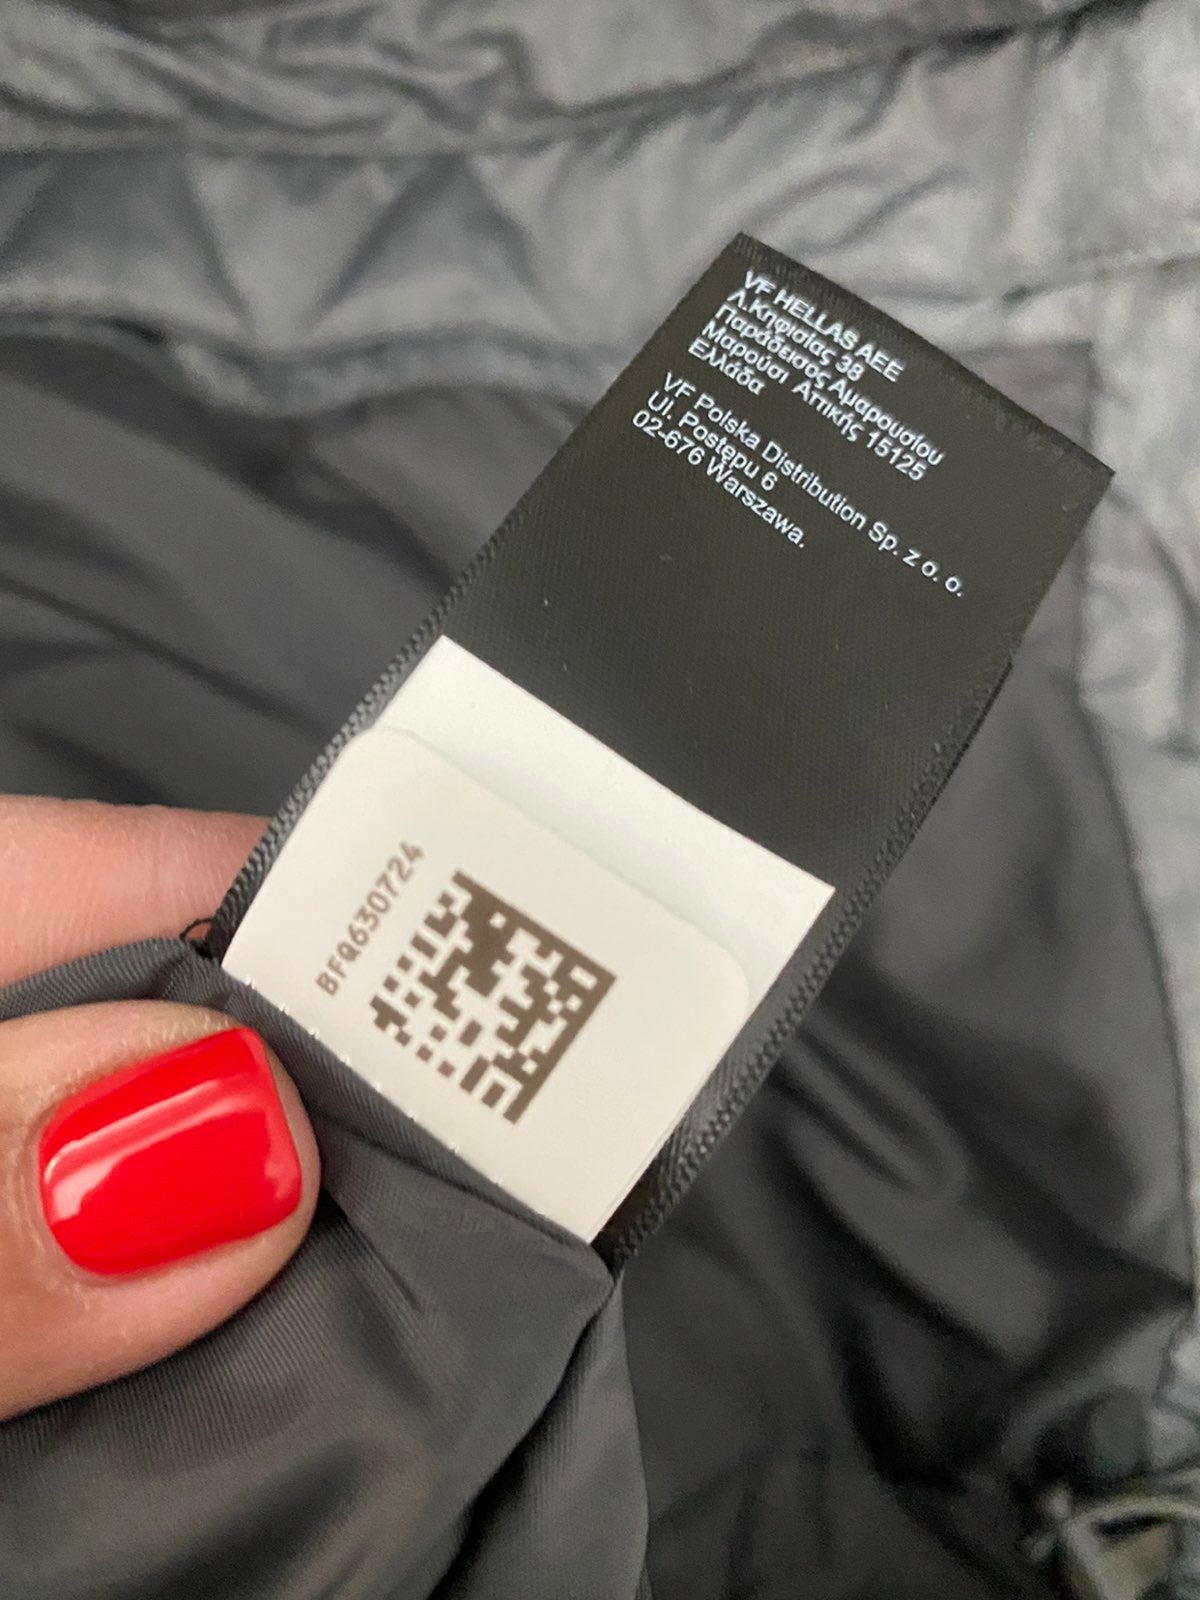 VF HELLAS AEE
Λ.Κηφισίας 38
Παράδεισος Αμαρουσίου
Μαρούσι Αττικής 15125
Ελλάδα
VF Polska Distribution Sp. z o. o.
Ul. Postępu 6
02-676 Warszawa.
BFQ630724